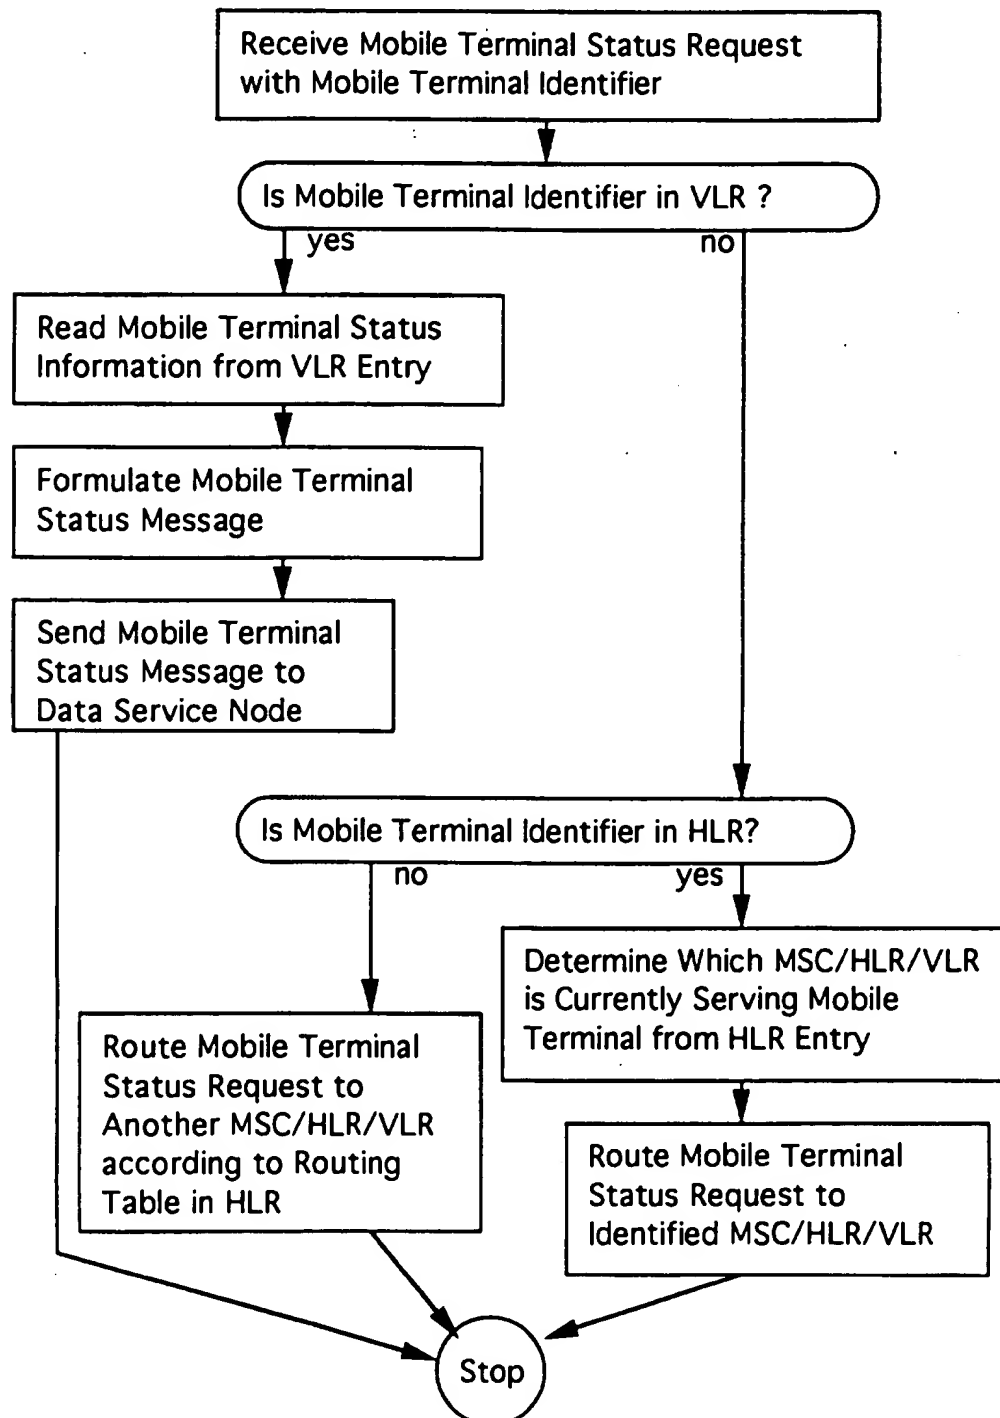 Receive Mobile Terminal Status Request
with Mobile Terminal Identifier
Is Mobile Terminal Identifier in VLR ?
yes
no
Read Mobile Terminal Status
Information from VLR Entry
Formulate Mobile Terminal
Status Message
Send Mobile Terminal
Status Message to
Data Service Node
Is Mobile Terminal Identifier in HLR?
no
yes
Determine Which MSC/HLR/VLR
is Currently Serving Mobile
Terminal from HLR Entry
Route Mobile Terminal
Status Request to
Another MSC/HLR/VLR
according to Routing
Table in HLR
Route Mobile Terminal
Status Request to
Identified MSC/HLR/VLR
Stop